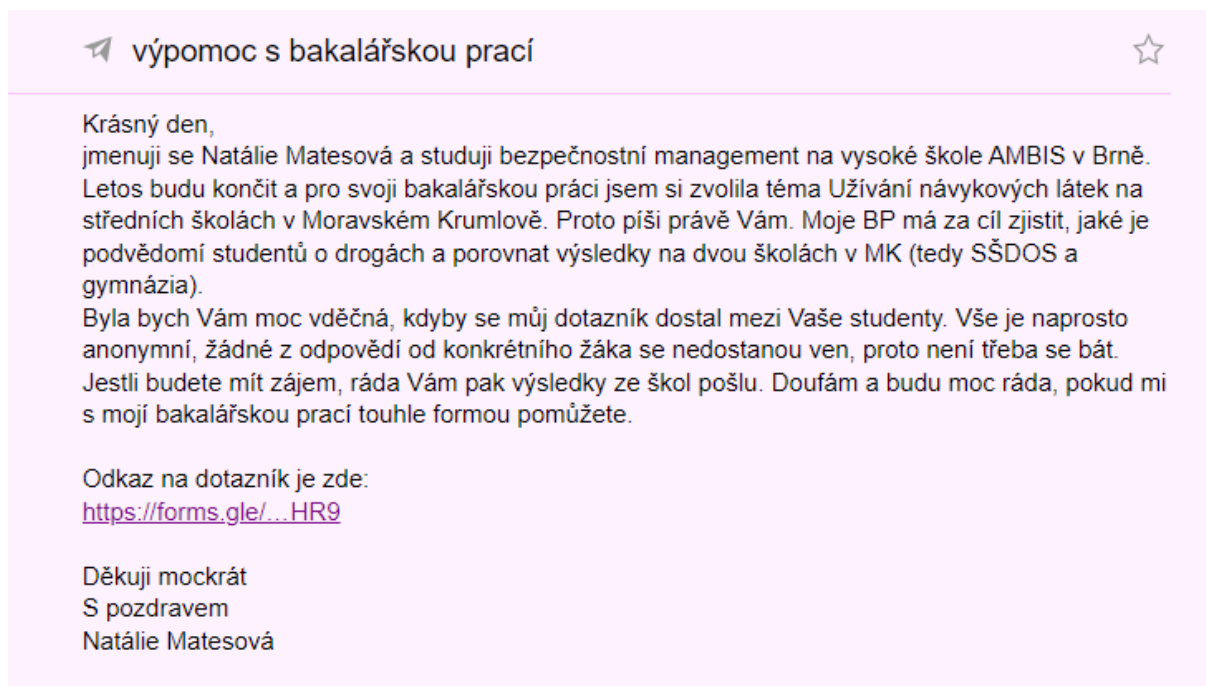 výpomoc s bakalářskou prací
Krásný den,
jmenuji se Natálie Matesová a studuji bezpečnostní management na vysoké škole AMBIS v Brně.
Letos budu končit a pro svoji bakalářskou práci jsem si zvolila téma Užívání návykových látek na
středních školách v Moravském Krumlově. Proto píši právě Vám. Moje BP má za cíl zjistit, jaké je
podvědomí studentů o drogách a porovnat výsledky na dvou školách v MK (tedy SŠDOS a
gymnázia).
Byla bych Vám moc vděčná, kdyby se můj dotazník dostal mezi Vaše studenty. Vše je naprosto
anonymní, žádné z odpovědí od konkrétního žáka se nedostanou ven, proto není třeba se bát.
Jestli budete mít zájem, ráda Vám pak výsledky ze škol pošlu. Doufám a budu moc ráda, pokud mi
s mojí bakalářskou prací touhle formou pomůžete.
Odkaz na dotazník je zde:
https://forms.gle/…HR9
Děkuji mockrát
S pozdravem
Natálie Matesová